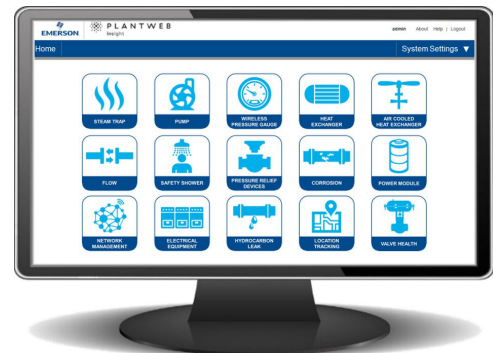 EMERSON
PLANTWEB
Insight
admin About Help | Logout
Home
System Settings ▼
STEAM TRAP
PUMP
WIRELESS
PRESSURE GAUGE
HEAT
EXCHANGER
AIR COOLED
HEAT EXCHANGER
FLOW
SAFETY SHOWER
PRESSURE RELIEF
DEVICES
CORROSION
POWER MODULE
NETWORK
MANAGEMENT
ELECTRICAL
EQUIPMENT
HYDROCARBON
LEAK
LOCATION
TRACKING
VALVE HEALTH